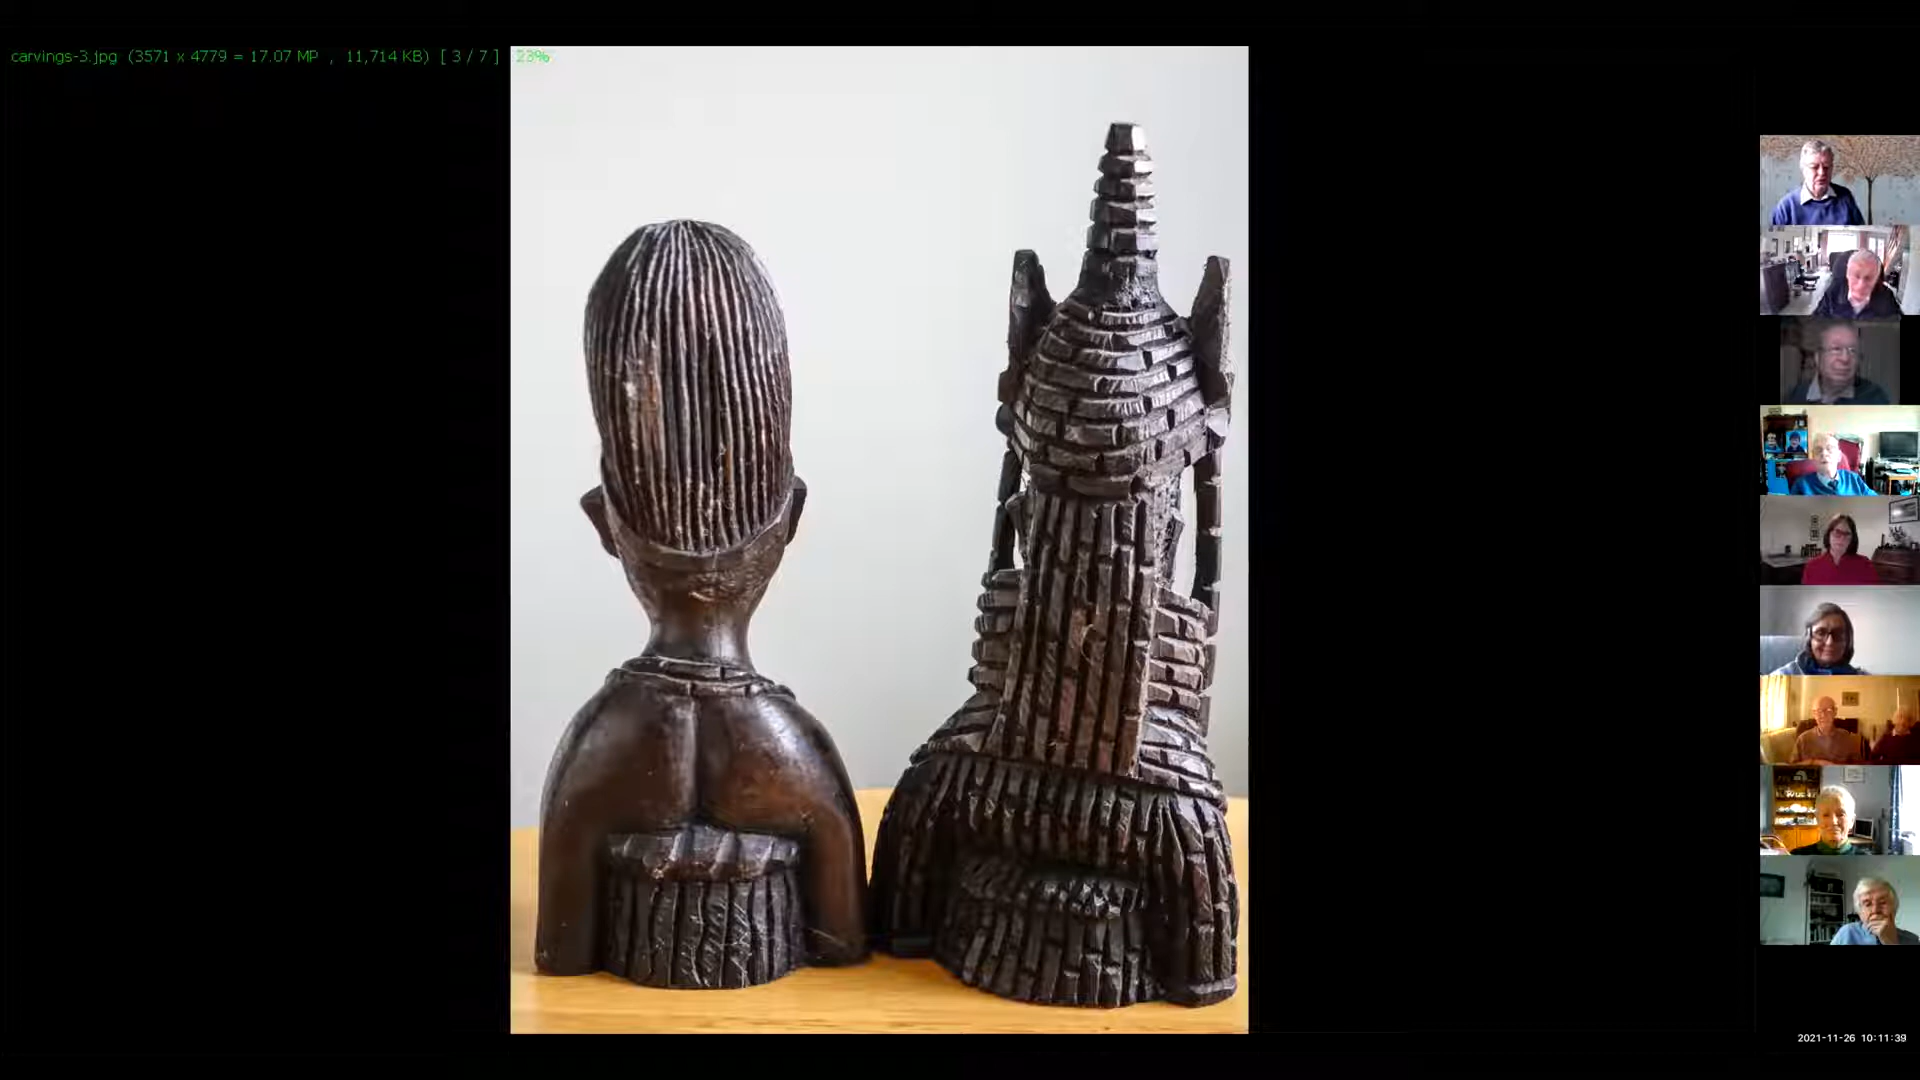 carvings-3.jpg (3571 x 4779 = 17.07 MP , 11,714 KB) [ 3 / 7 ] 23%
2021-11-26 10:11:39